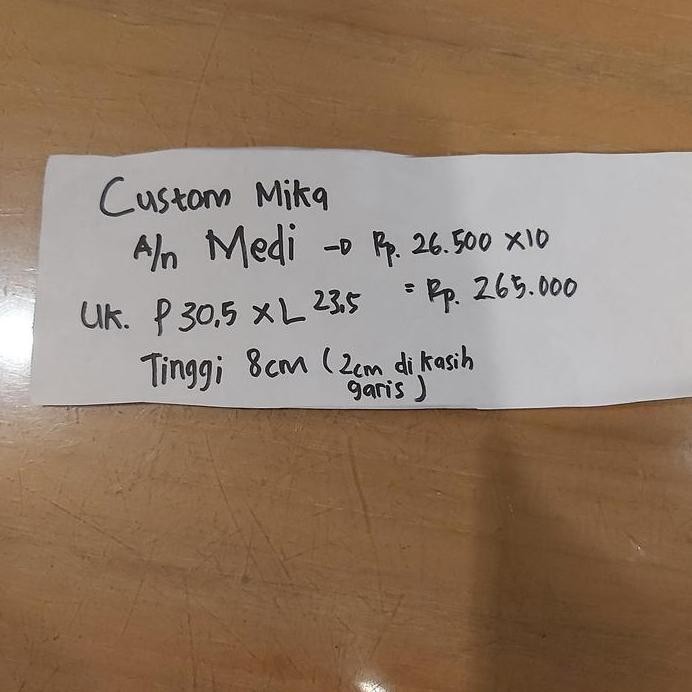 Custom Mika
A/n Medi → Rp. 26.500 x10
= Rp. 265.000
UK. P 30,5 x L 23,5
Tinggi 8cm (2cm di kasih
garis)